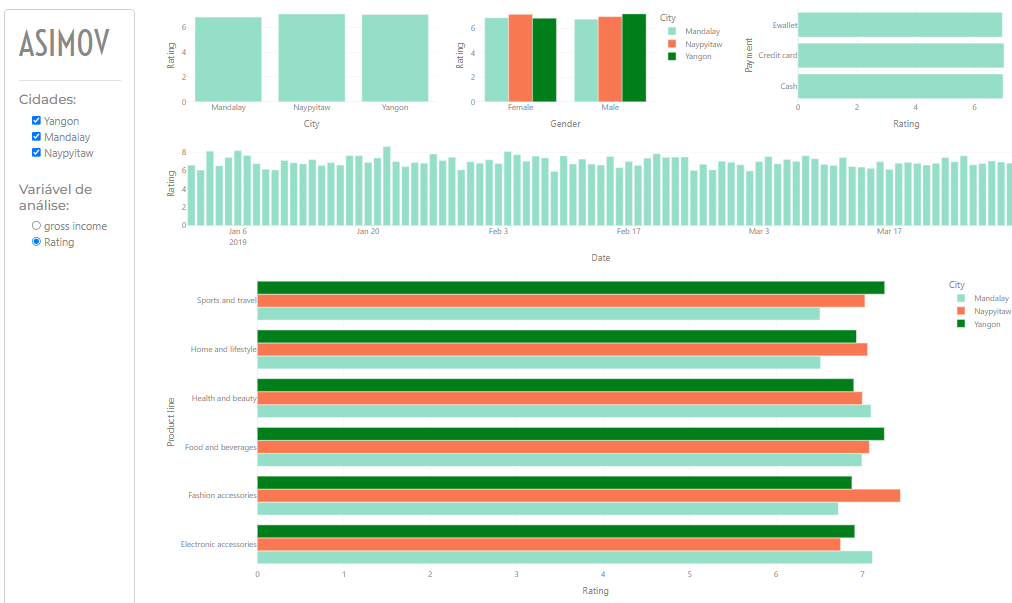 ASIMOV
Cidades:
Yangon
Mandalay
Naypyitaw
Variável de
análise:
gross income
Rating
Rating
6
4
2
0
Mandalay
Naypyitaw
Yangon
City
Rating
6
4
2
0
Female
Male
Gender
City
Mandalay
Naypyitaw
Yangon
Payment
Ewallet
Credit card
Cash
0
2
4
6
Rating
Rating
8
6
4
2
0
Jan 6
2019
Jan 20
Feb 3
Feb 17
Mar 3
Mar 17
Date
Product line
Sports and travel
Home and lifestyle
Health and beauty
Food and beverages
Fashion accessories
Electronic accessories
0
1
2
3
4
5
6
7
Rating
City
Mandalay
Naypyitaw
Yangon